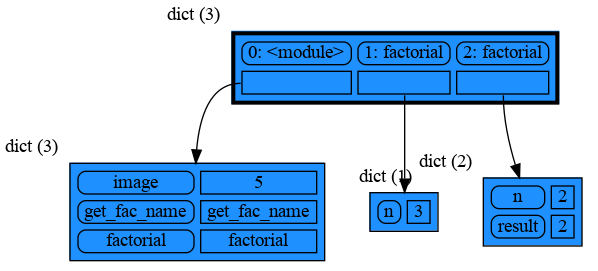 dict (3)
0: <module> 1: factorial 2: factorial
dict (3)
image 5
get_fac_name get_fac_name
factorial factorial
dict (1)
n 3
dict (2)
n 2
result 2